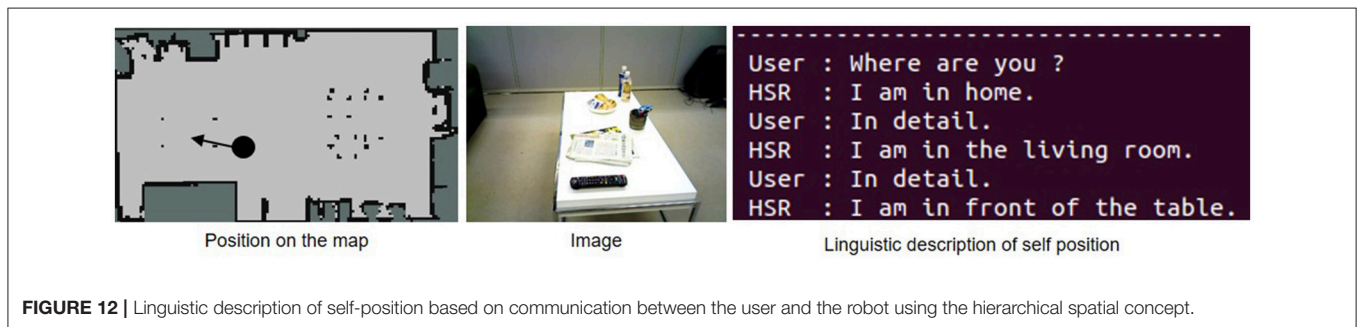 User : Where are you ?
HSR : I am in home.
User : In detail.
HSR : I am in the living room.
User : In detail.
HSR : I am in front of the table.
Position on the map
Image
Linguistic description of self position
FIGURE 12 | Linguistic description of self-position based on communication between the user and the robot using the hierarchical spatial concept.